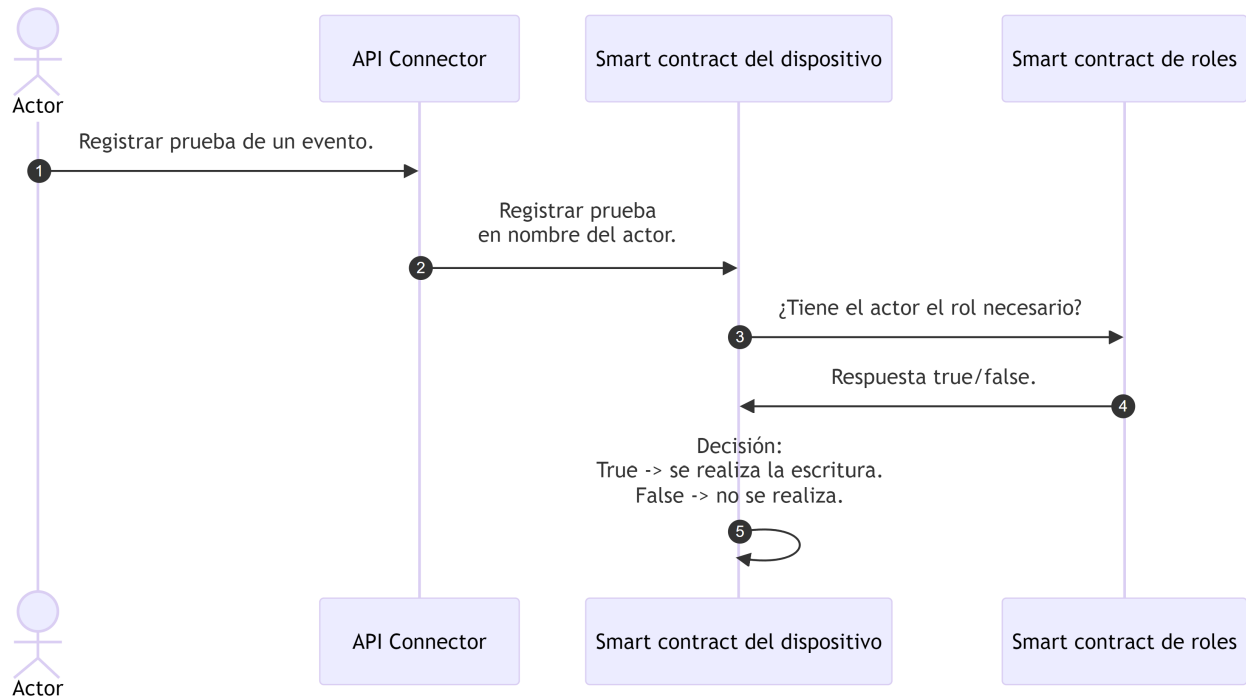 API Connector
Smart contract del dispositivo
Smart contract de roles
Actor
Registrar prueba de un evento.
1
Registrar prueba
en nombre del actor.
2
¿Tiene el actor el rol necesario?
3
Respuesta true/false.
4
Decisión:
True -> se realiza la escritura.
False -> no se realiza.
5
API Connector
Smart contract del dispositivo
Smart contract de roles
Actor